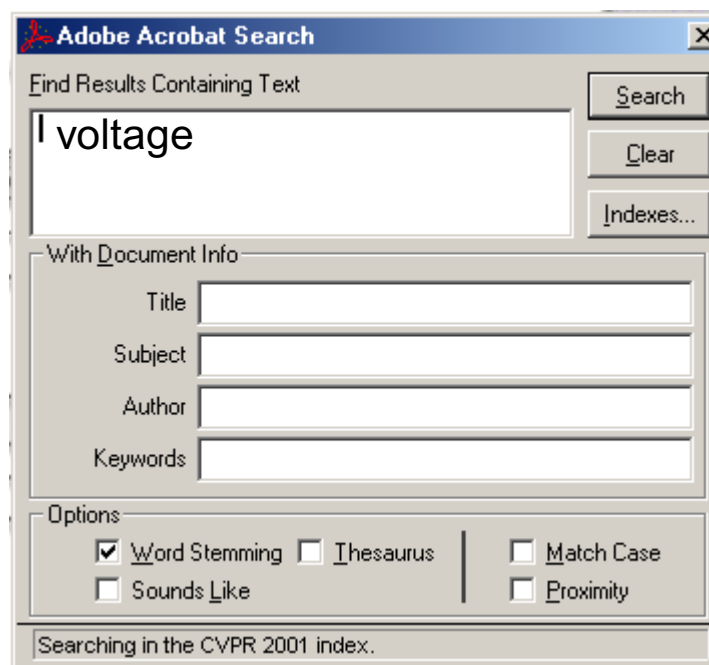 Adobe Acrobat Search
Find Results Containing Text
Search
voltage
Clear
Indexes...
With Document Info
Title
Subject
Author
Keywords
Options
Word Stemming Thesaurus Match Case
Sounds Like Proximity
Searching in the CVPR 2001 index.